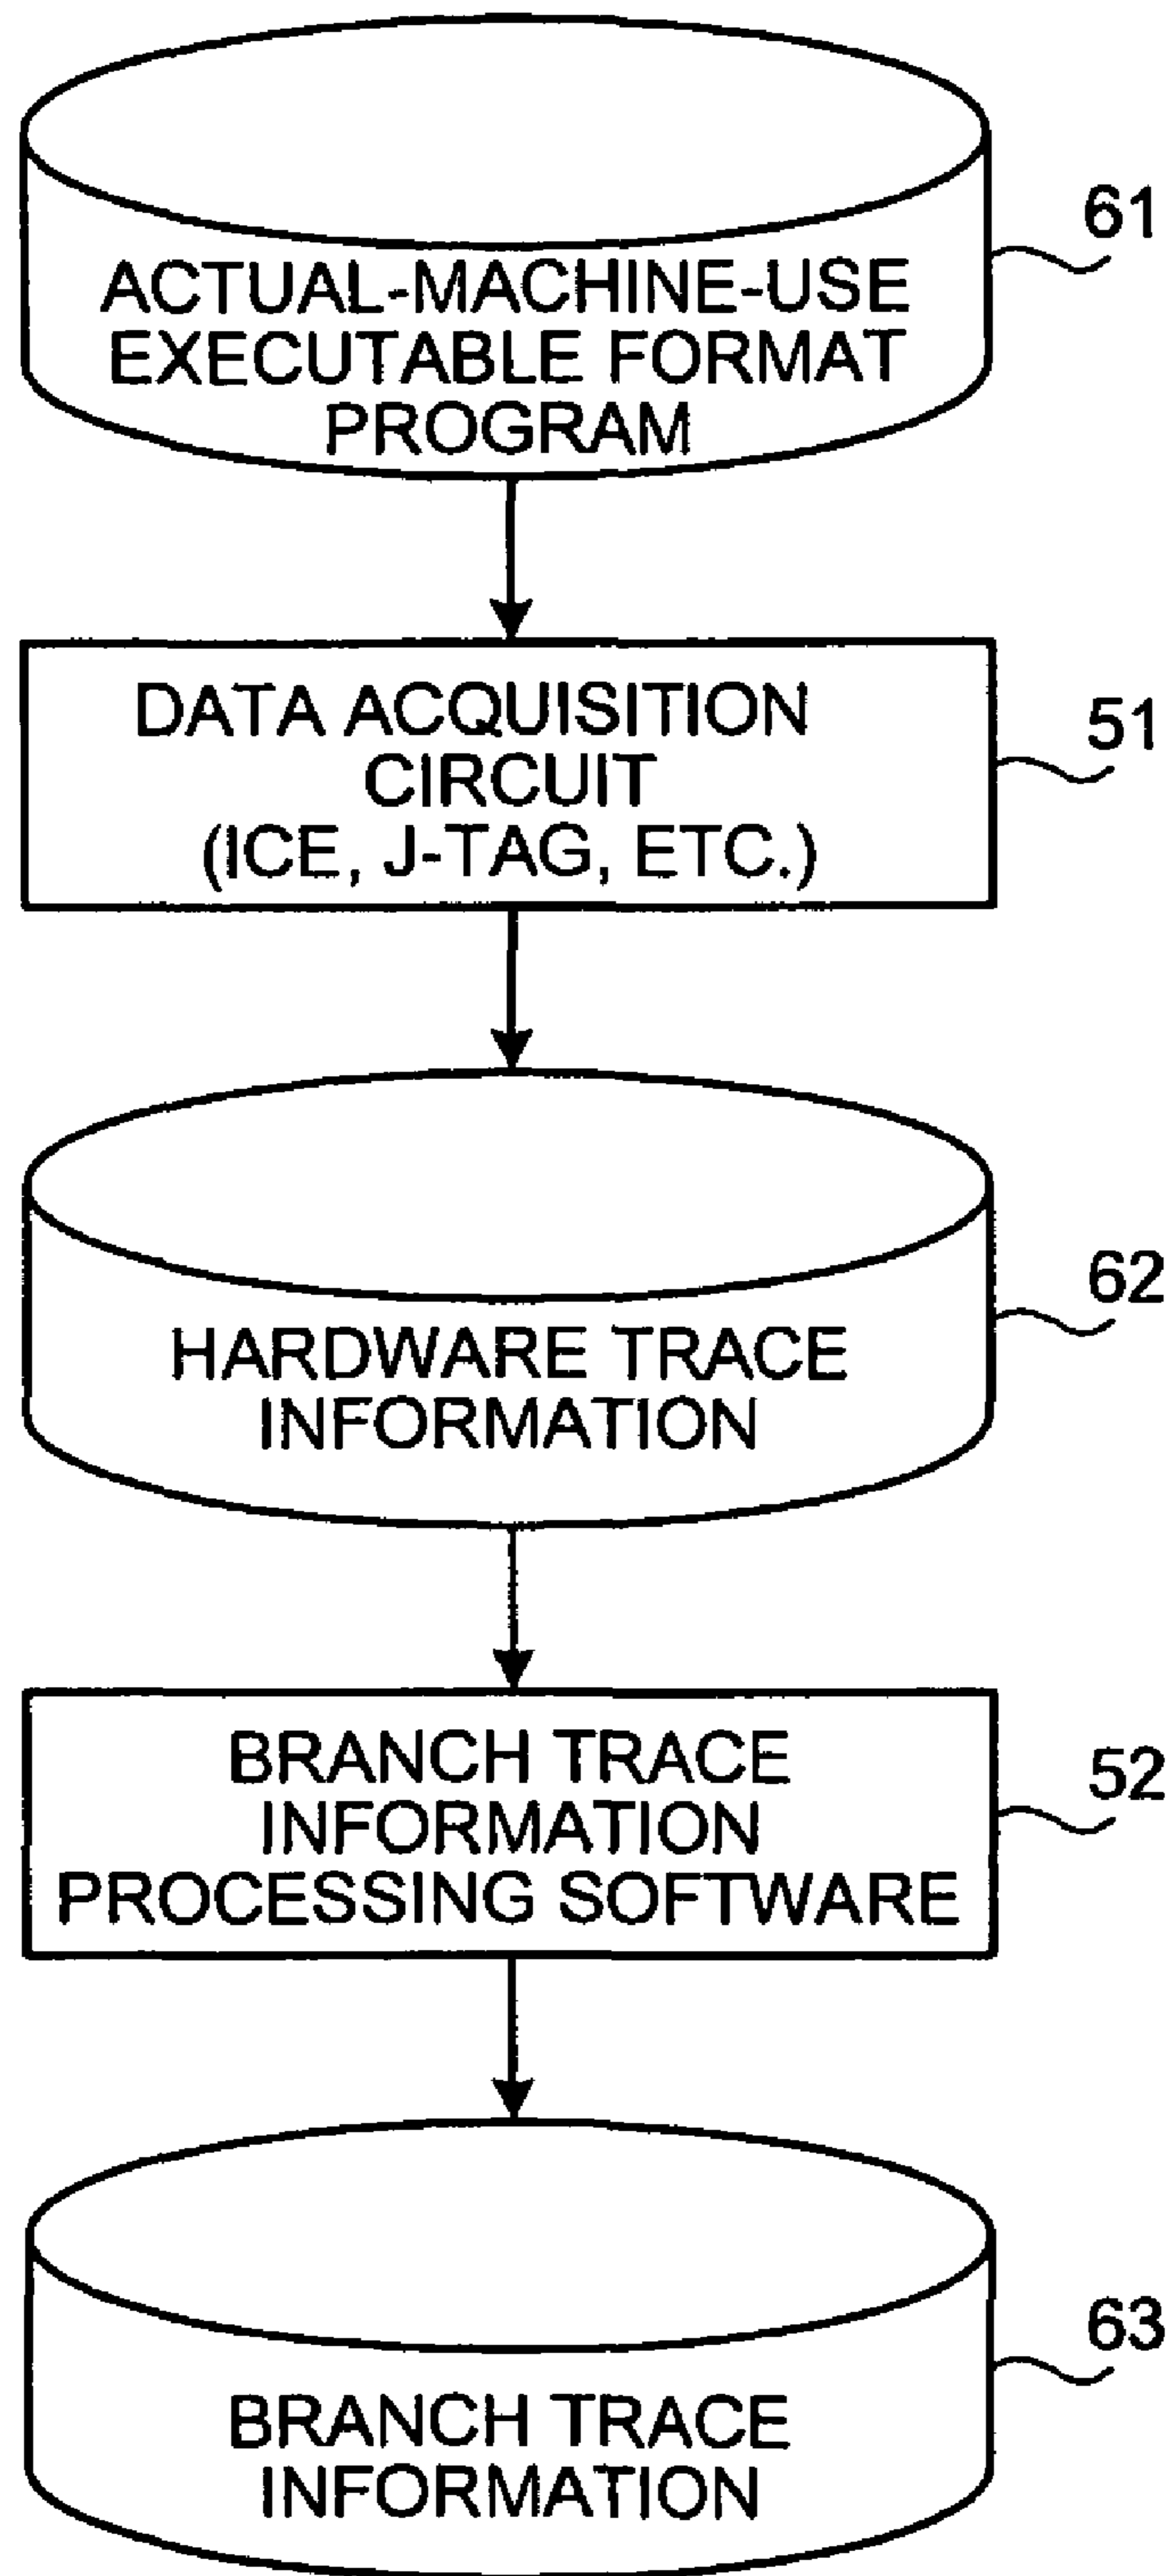 61
ACTUAL-MACHINE-USE
EXECUTABLE FORMAT
PROGRAM
51
DATA ACQUISITION
CIRCUIT
(ICE, J-TAG, ETC.)
62
HARDWARE TRACE
INFORMATION
52
BRANCH TRACE
INFORMATION
PROCESSING SOFTWARE
63
BRANCH TRACE
INFORMATION